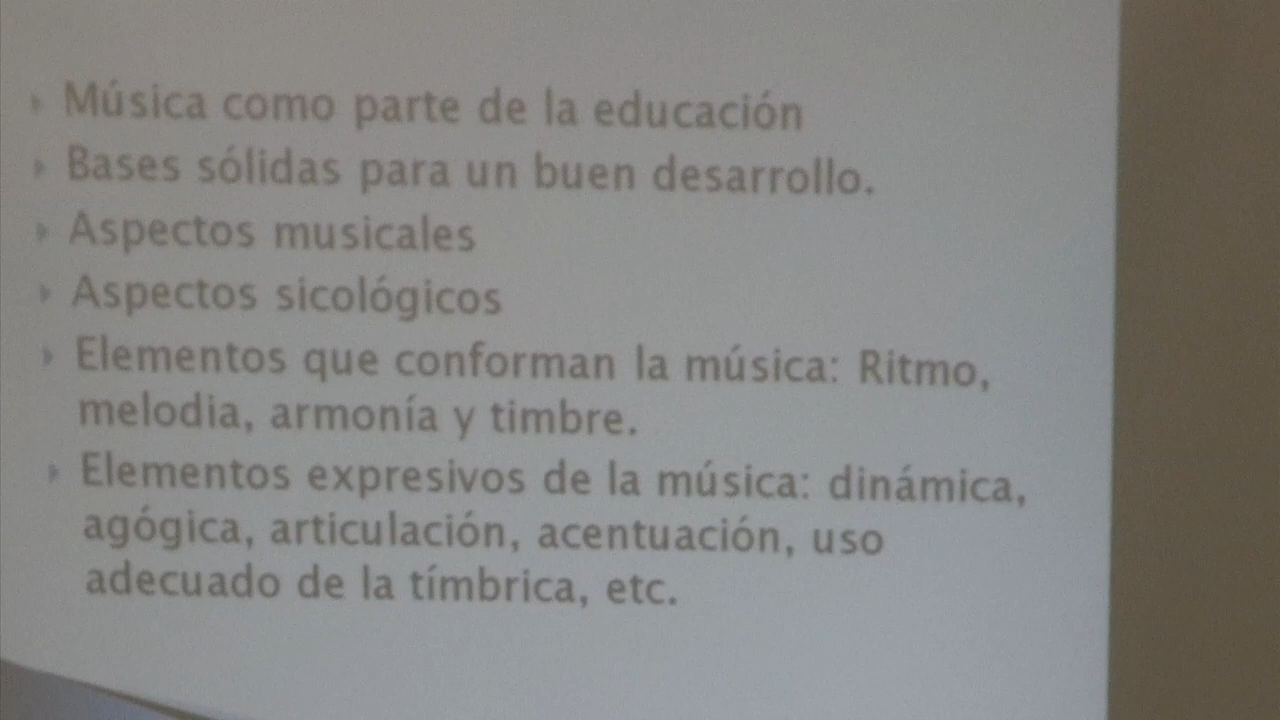 Música como parte de la educación
Bases sólidas para un buen desarrollo.
Aspectos musicales
Aspectos sicológicos
Elementos que conforman la música: Ritmo,
melodia, armonía y timbre.
Elementos expresivos de la música: dinámica,
agógica, articulación, acentuación, uso
adecuado de la tímbrica, etc.